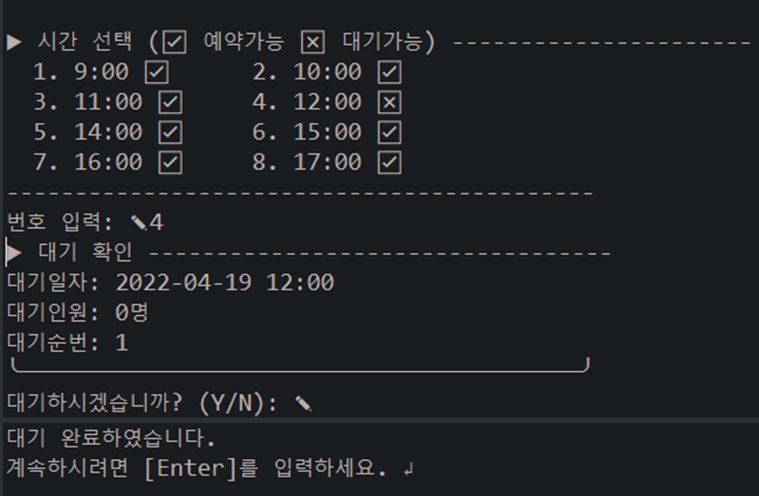 ▶ 시간 선택 (☑ 예약가능 ☒ 대기가능) ----------------------
1. 9:00 ☑ 2. 10:00 ☑
3. 11:00 ☑ 4. 12:00 ☒
5. 14:00 ☑ 6. 15:00 ☑
7. 16:00 ☑ 8. 17:00 ☑
-------------------------------------------
번호 입력: ✎4
▶ 대기 확인 ----------------------------------
대기일자: 2022-04-19 12:00
대기인원: 0명
대기순번: 1
대기하시겠습니까? (Y/N): ✎
대기 완료하였습니다.
계속하시려면 [Enter]를 입력하세요. ↲